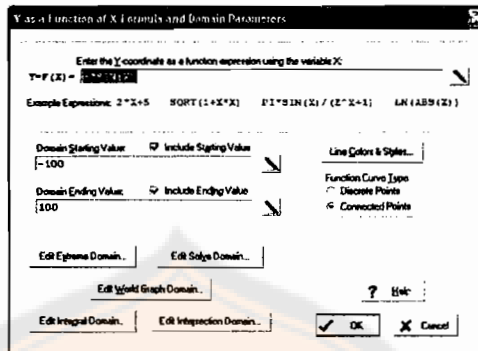 Y as a Function of X Formula and Domain Parameters
Enter the Y-coordinate as a function expression using the variable X:
Y=F(X)=
Example Expressions: 2*X+5 SQRT(1+X*X) PI*SIN(X)/(2^X+1) LN(ABS(X))
Domain Starting Value: Include Starting Value
-100
Line Colors & Styles...
Domain Ending Value: Include Ending Value
100
Function Curve Type
Discrete Points
Connected Points
Edit Extreme Domain... Edit Solve Domain...
Edit World Graph Domain...
? Help
Edit Integral Domain... Edit Intersection Domain...
OK Cancel